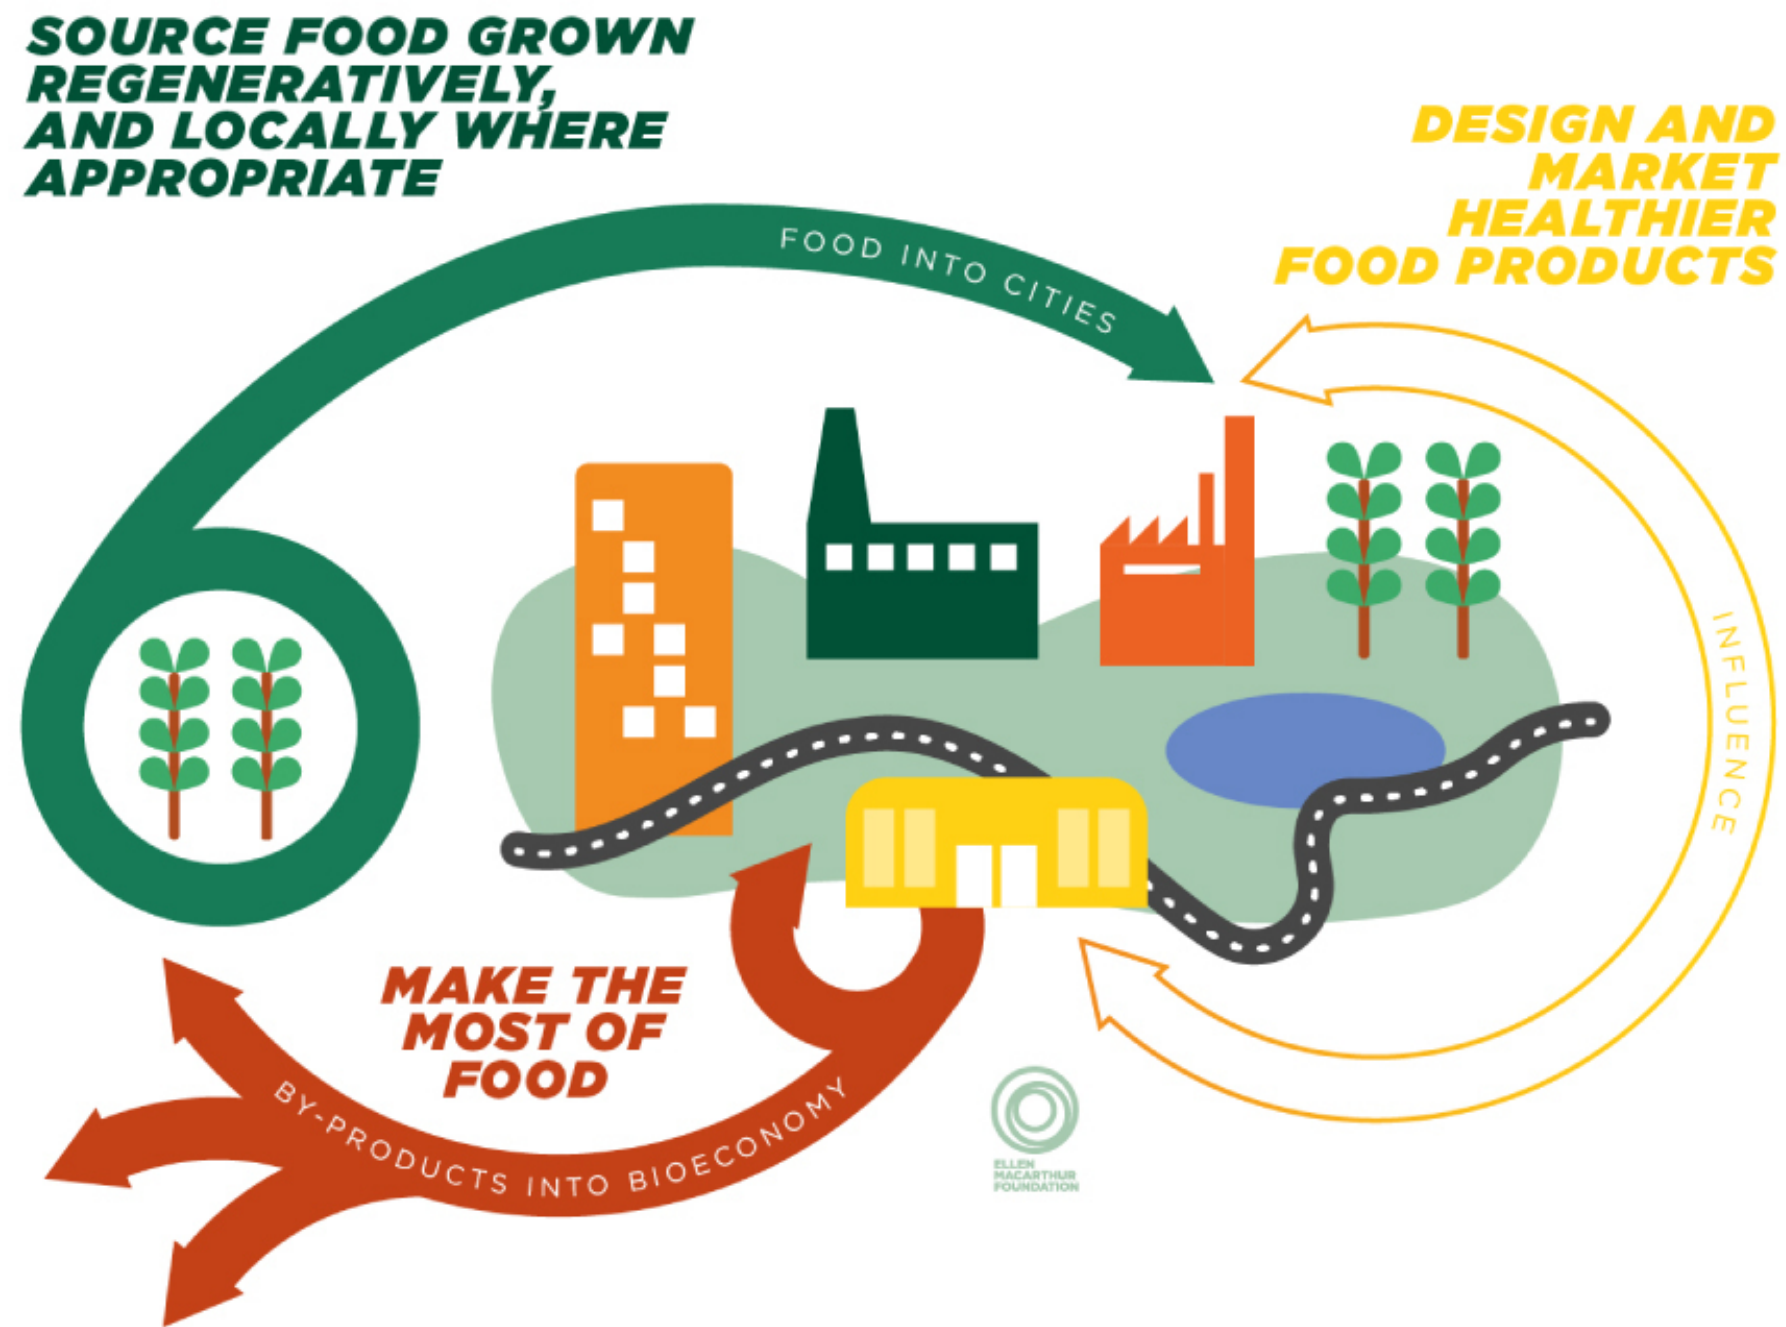 SOURCE FOOD GROWN
REGENERATIVELY,
AND LOCALLY WHERE
APPROPRIATE
DESIGN AND
MARKET
HEALTHIER
FOOD PRODUCTS
FOOD INTO CITIES
INFLUENCE
MAKE THE
MOST OF
FOOD
BY-PRODUCTS INTO BIOECONOMY
ELLEN
MACARTHUR
FOUNDATION